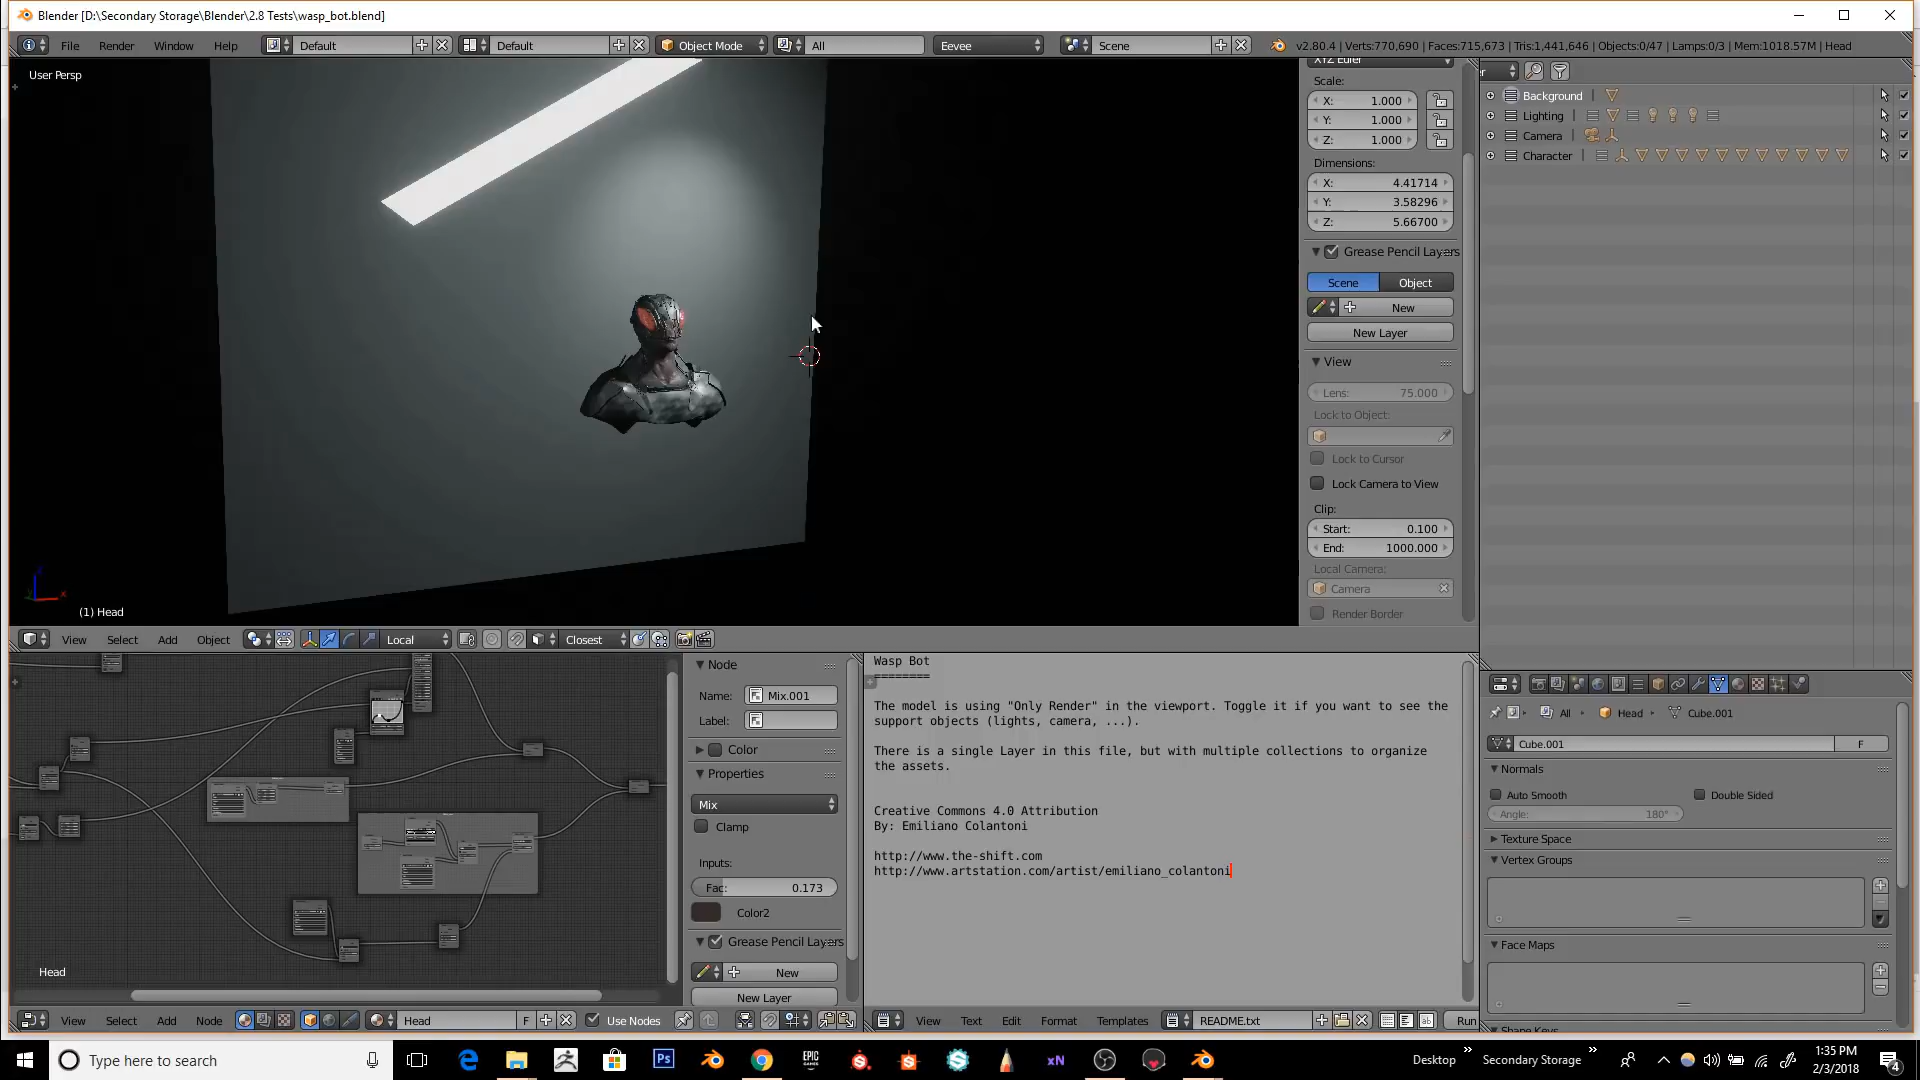 Blender [D:\Secondary Storage\Blender\2.8 Tests\wasp_bot.blend]
File Render Window Help Default Default Object Mode All Eevee Scene v2.80.4 | Verts:770,690 | Faces:715,673 | Tris:1,441,646 | Objects:0/47 | Lamps:0/3 | Mem:1018.57M | Head
User Persp
XYZ Euler
Scale:
X: 1.000
Y: 1.000
Z: 1.000
Dimensions:
X: 4.41714
Y: 3.58296
Z: 5.66700
Grease Pencil Layers
Scene Object
New
New Layer
View
Lens: 75.000
Lock to Object:
Lock to Cursor
Lock Camera to View
Clip:
Start: 0.100
End: 1000.000
Local Camera:
Camera
Render Border
Background
Lighting
Camera
Character
(1) Head
View Select Add Object Local Closest
Node
Name: Mix.001
Label:
Color
Properties
Mix
Clamp
Inputs:
Fac: 0.173
Color2
Grease Pencil Layers
New
New Layer
Head
View Select Add Node Head F Use Nodes
Wasp Bot
========
The model is using "Only Render" in the viewport. Toggle it if you want to see the
support objects (lights, camera, ...).
There is a single Layer in this file, but with multiple collections to organize
the assets.
Creative Commons 4.0 Attribution
By: Emiliano Colantoni
http://www.the-shift.com
http://www.artstation.com/artist/emiliano_colantoni
View Text Edit Format Templates README.txt Run
All Head Cube.001
Cube.001 F
Normals
Auto Smooth Double Sided
Angle: 180°
Texture Space
Vertex Groups
Face Maps
Shape Keys
Type here to search
Ps
EPIC GAMES
xN
Desktop
Secondary Storage
1:35 PM
2/3/2018
4